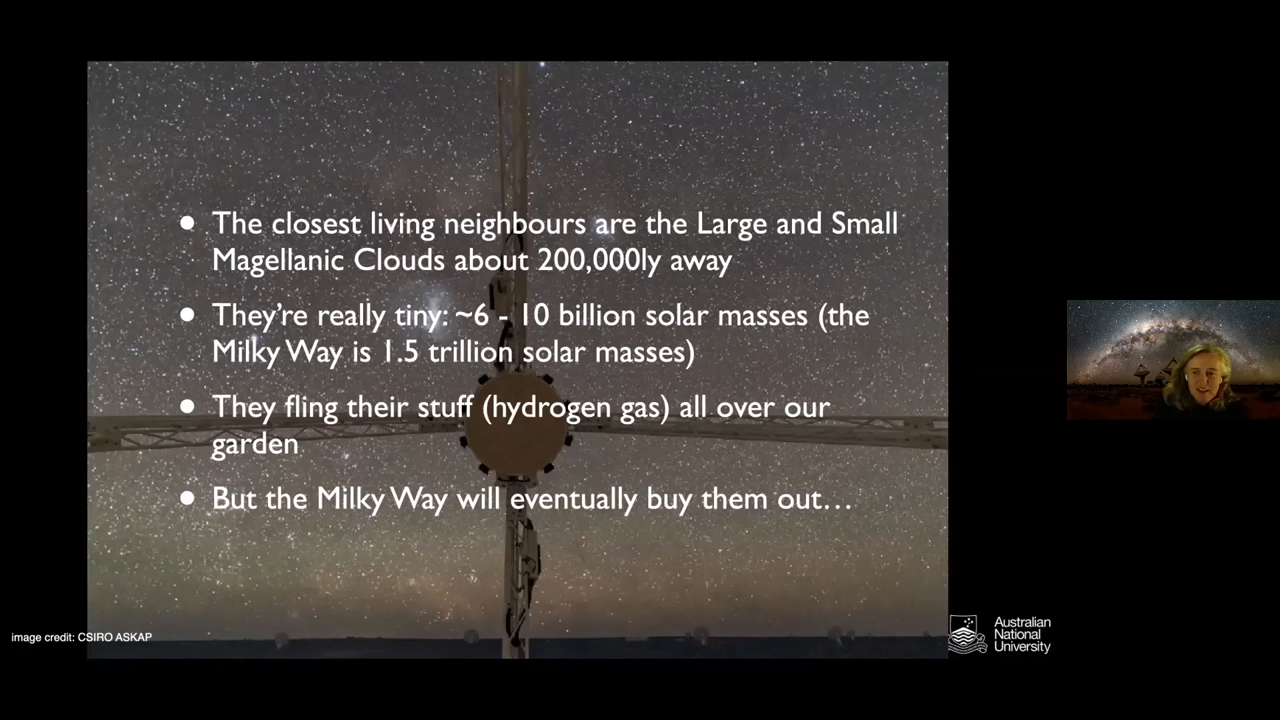 • The closest living neighbours are the Large and Small
Magellanic Clouds about 200,000ly away
• They’re really tiny: ~6 - 10 billion solar masses (the
Milky Way is 1.5 trillion solar masses)
• They fling their stuff (hydrogen gas) all over our
garden
• But the Milky Way will eventually buy them out…
image credit: CSIRO ASKAP
Australian
National
University